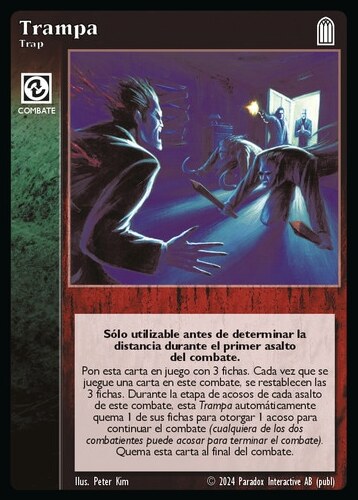 Trampa
Trap
COMBATE
Sólo utilizable antes de determinar la
distancia durante el primer asalto
del combate.
Pon esta carta en juego con 3 fichas. Cada vez que se
juegue una carta en este combate, se restablecen las
3 fichas. Durante la etapa de acosos de cada asalto
de este combate, esta Trampa automáticamente
quema 1 de sus fichas para otorgar 1 acoso para
continuar el combate (cualquiera de los dos
combatientes puede acosar para terminar el combate).
Quema esta carta al final del combate.
Ilus. Peter Kim
© 2024 Paradox Interactive AB (publ)